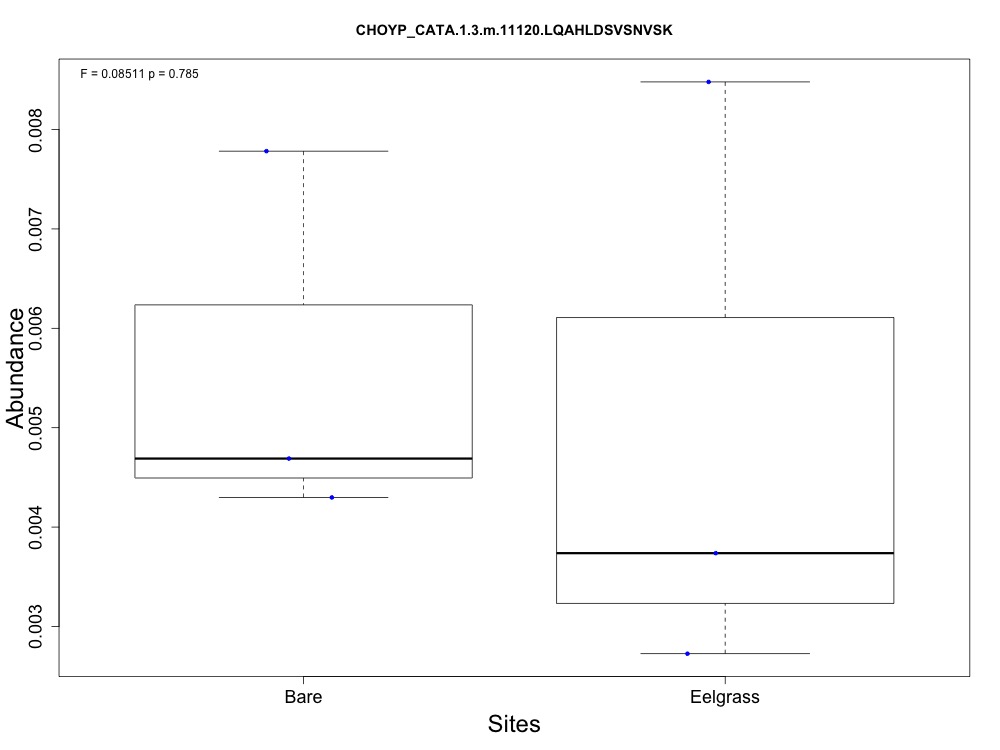 CHOYP_CATA.1.3.m.11120.LQAHLDSVSNVSK
F = 0.08511 p = 0.785
0.008
0.007
0.006
0.005
0.004
0.003
Abundance
Bare Eelgrass
Sites